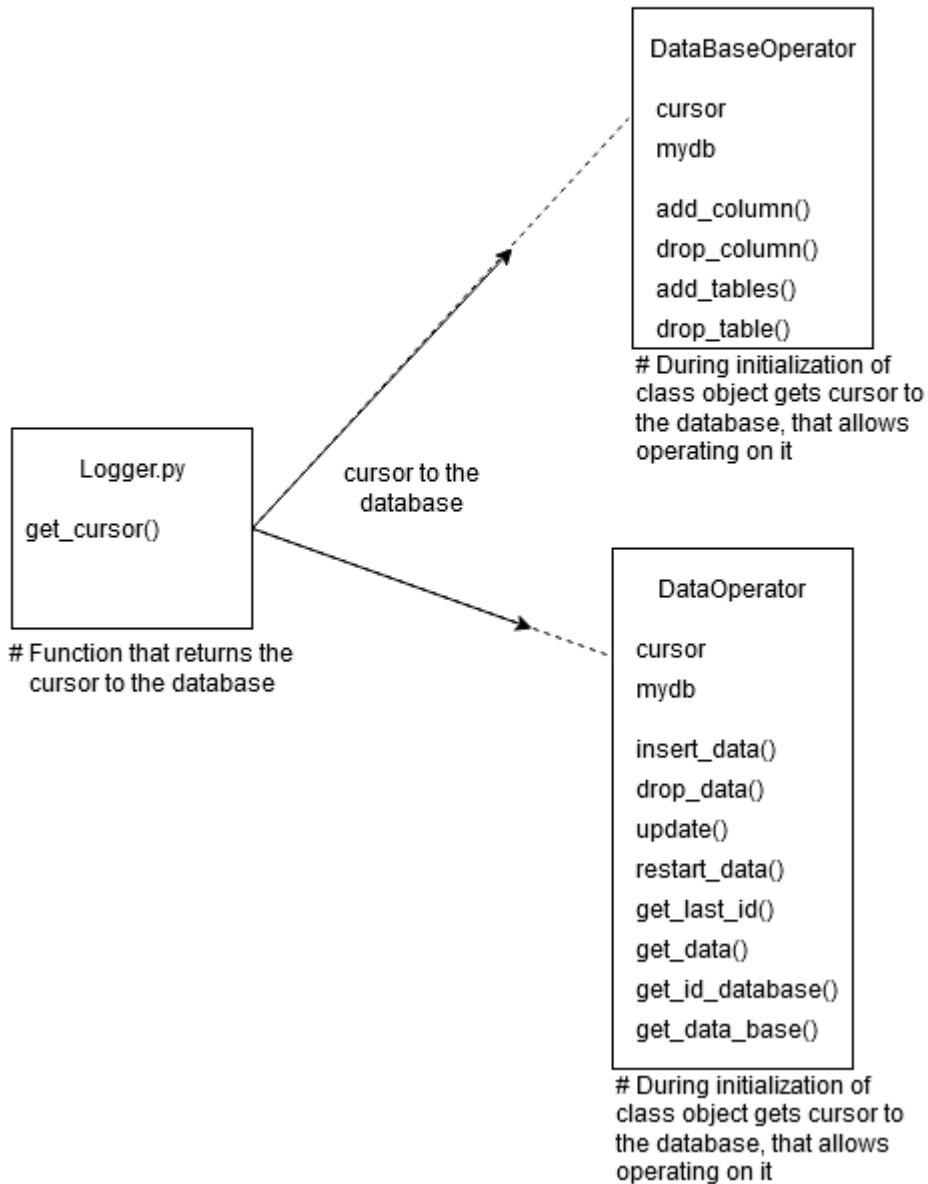 DataBaseOperator
cursor
mydb
add_column()
drop_column()
add_tables()
drop_table()
# During initialization of
class object gets cursor to
the database, that allows
operating on it
Logger.py
get_cursor()
# Function that returns the
cursor to the database
cursor to the
database
DataOperator
cursor
mydb
insert_data()
drop_data()
update()
restart_data()
get_last_id()
get_data()
get_id_database()
get_data_base()
# During initialization of
class object gets cursor to
the database, that allows
operating on it